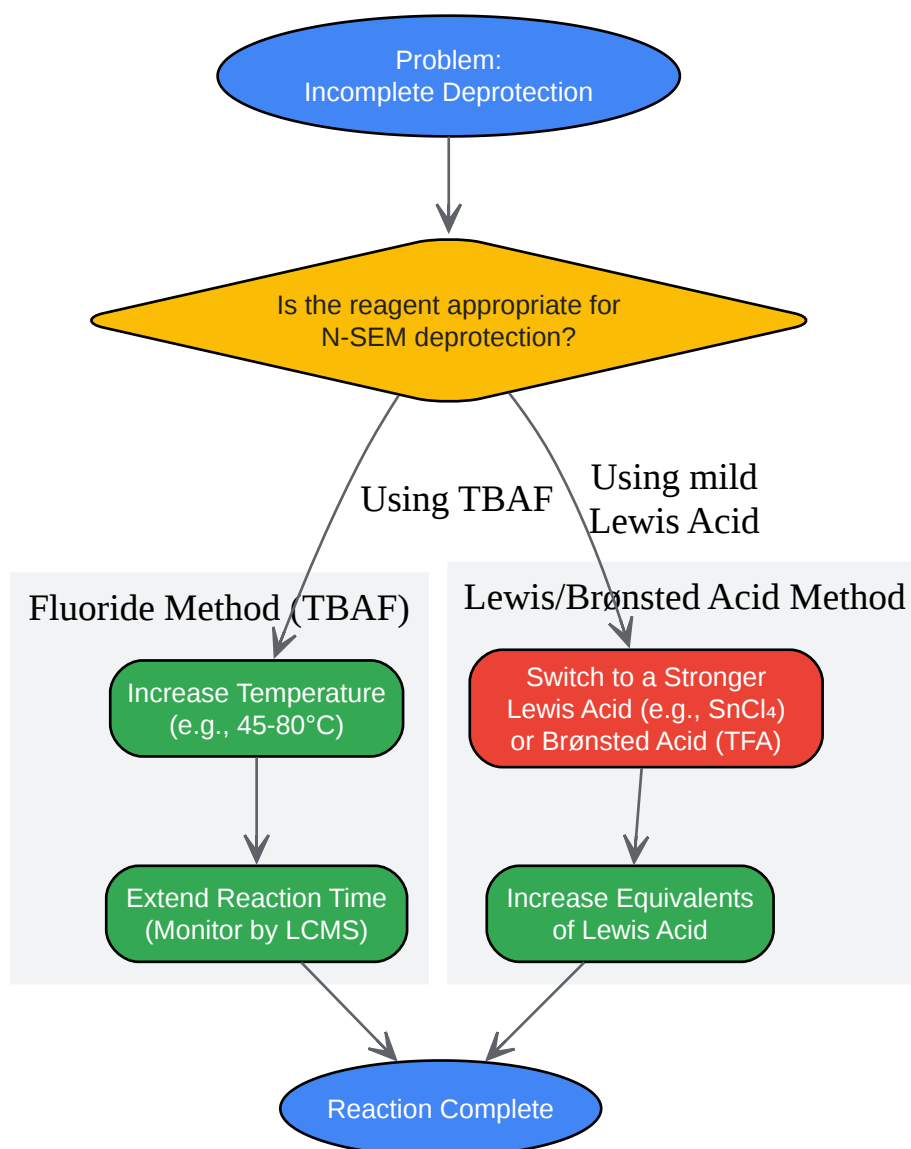 Problem:
Incomplete Deprotection
Is the reagent appropriate for
N-SEM deprotection?
Using TBAF
Using mild
Lewis Acid
Fluoride Method (TBAF)
Increase Temperature
(e.g., 45-80°C)
Extend Reaction Time
(Monitor by LCMS)
Lewis/Brønsted Acid Method
Switch to a Stronger
Lewis Acid (e.g., SnCl₄)
or Brønsted Acid (TFA)
Increase Equivalents
of Lewis Acid
Reaction Complete